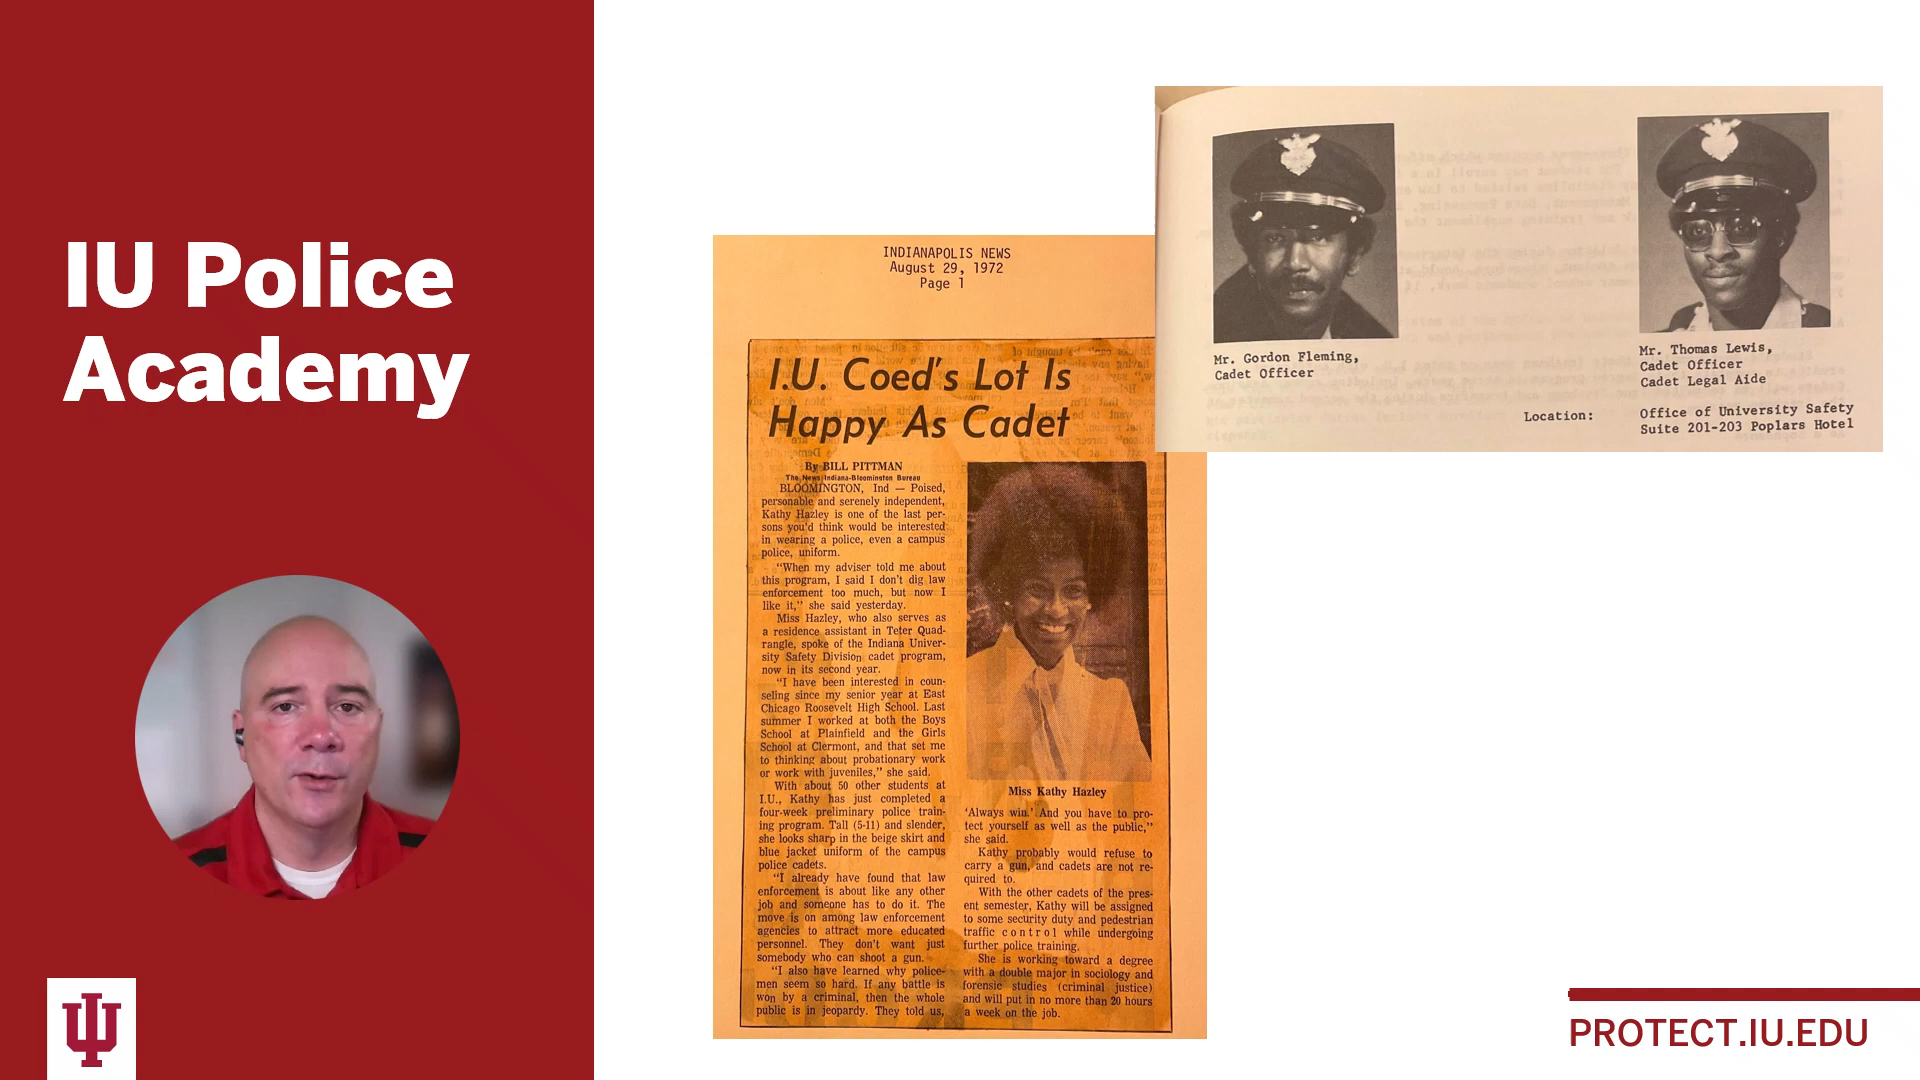 IU Police
Academy
INDIANAPOLIS NEWS
August 29, 1972
Page 1
I.U. Coed's Lot Is
Happy As Cadet
By BILL PITTMAN
The News Indiana-Bloomington Bureau
BLOOMINGTON, Ind — Poised,
personable and serenely independent,
Kathy Hazley is one of the last per-
sons you'd think would be interested
in wearing a police, even a campus
police, uniform.
"When my adviser told me about
this program, I said I don't dig law
enforcement too much, but now I
like it," she said yesterday.
Miss Hazley, who also serves as
a residence assistant in Teter Quad-
rangle, spoke of the Indiana Univer-
sity Safety Division cadet program,
now in its second year.
"I have been interested in coun-
seling since my senior year at East
Chicago Roosevelt High School. Last
summer I worked at both the Boys
School at Plainfield and the Girls
School at Clermont, and that set me
to thinking about probationary work
or work with juveniles," she said.
With about 50 other students at
I.U., Kathy has just completed a
four-week preliminary police train-
ing program. Tall (5-11) and slender,
she looks sharp in the beige skirt and
blue jacket uniform of the campus
police cadets.
"I already have found that law
enforcement is about like any other
job and someone has to do it. The
move is on among law enforcement
agencies to attract more educated
personnel. They don't want just
somebody who can shoot a gun.
"I also have learned why police-
men seem so hard. If any battle is
won by a criminal, then the whole
public is in jeopardy. They told us,
Miss Kathy Hazley
'Always win.' And you have to pro-
tect yourself as well as the public,"
she said.
Kathy probably would refuse to
carry a gun, and cadets are not re-
quired to.
With the other cadets of the pres-
ent semester, Kathy will be assigned
to some security duty and pedestrian
traffic control while undergoing
further police training.
She is working toward a degree
with a double major in sociology and
forensic studies (criminal justice)
and will put in no more than 20 hours
a week on the job.
Mr. Gordon Fleming,
Cadet Officer
Mr. Thomas Lewis,
Cadet Officer
Cadet Legal Aide
Location: Office of University Safety
Suite 201-203 Poplars Hotel
PROTECT.IU.EDU